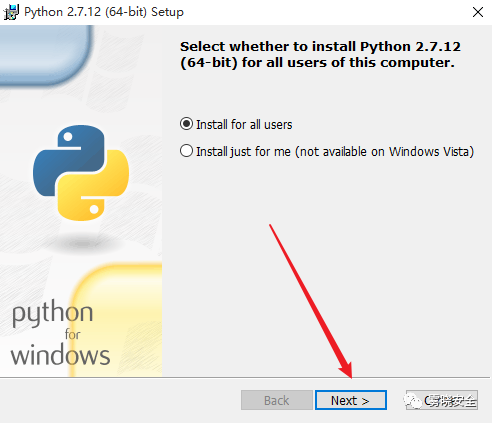 Python 2.7.12 (64-bit) Setup
Select whether to install Python 2.7.12
(64-bit) for all users of this computer.
Install for all users
Install just for me (not available on Windows Vista)
python
for
windows
Back
Next >
雾晓安全